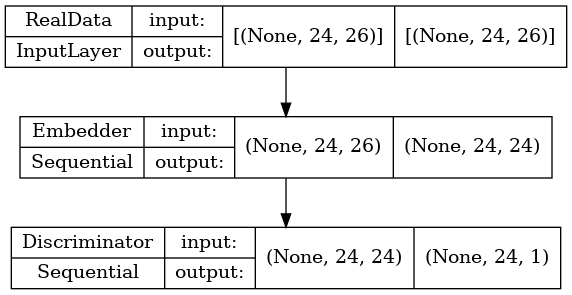 RealData input: [(None, 24, 26)] [(None, 24, 26)]
InputLayer output:
Embedder input: (None, 24, 26) (None, 24, 24)
Sequential output:
Discriminator input: (None, 24, 24) (None, 24, 1)
Sequential output: